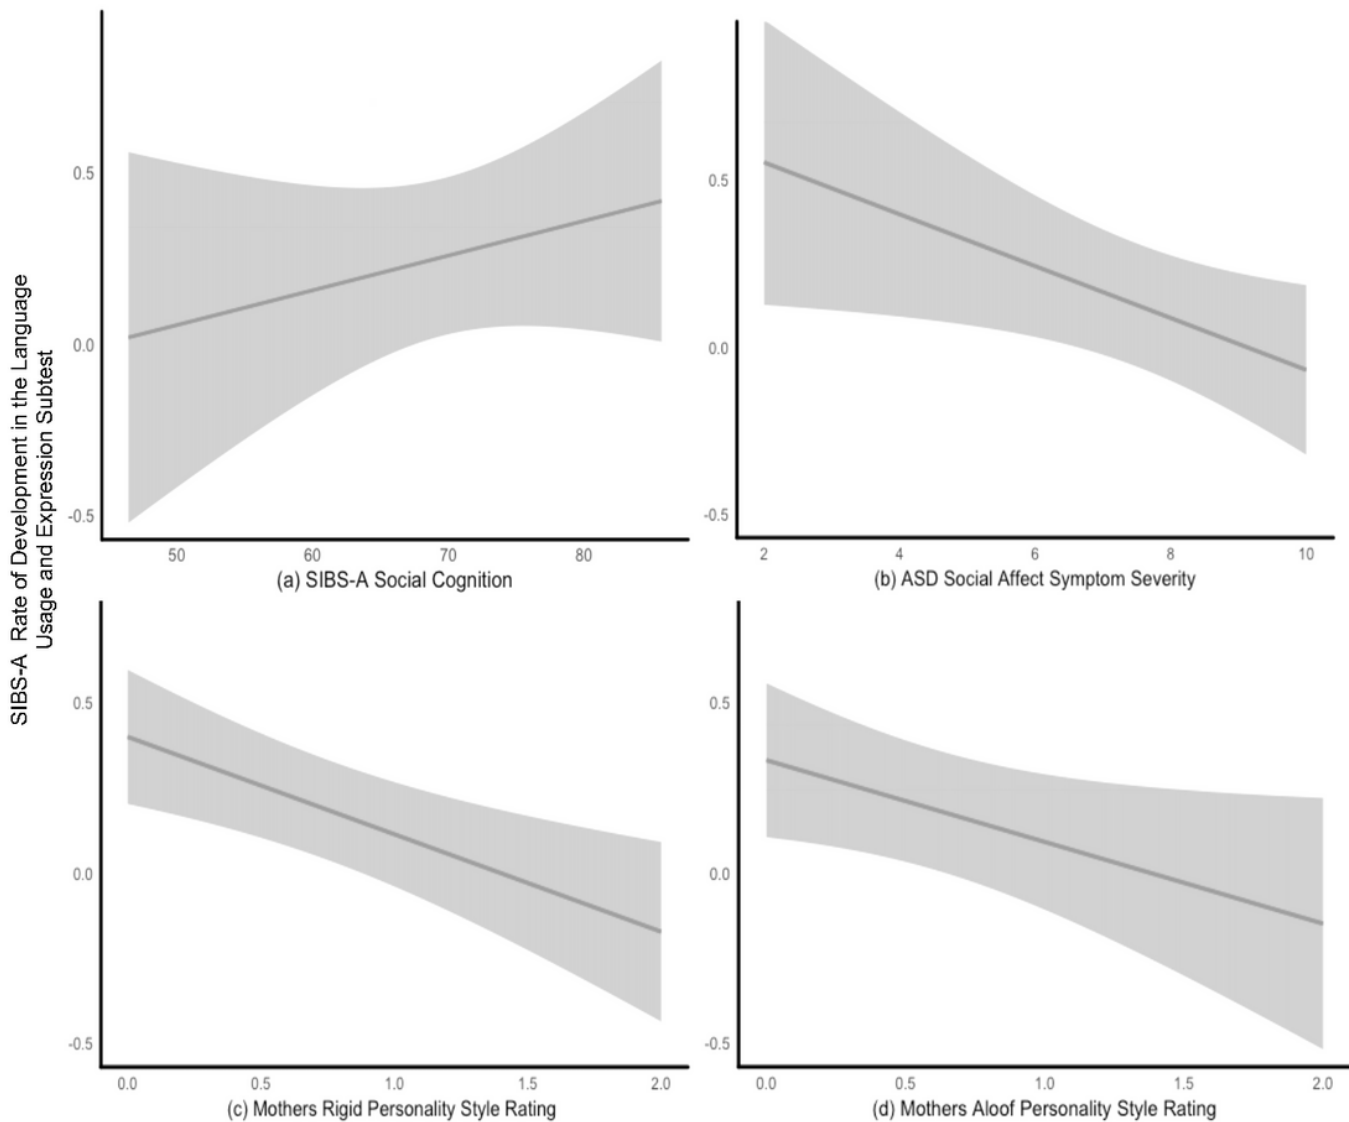 SIBS-A  Rate of Development in the Language
Usage and Expression Subtest
0.5
0.0
-0.5
50 60 70 80
(a) SIBS-A Social Cognition
0.5
0.0
-0.5
2 4 6 8 10
(b) ASD Social Affect Symptom Severity
0.5
0.0
-0.5
0.0 0.5 1.0 1.5 2.0
(c) Mothers Rigid Personality Style Rating
0.5
0.0
-0.5
0.0 0.5 1.0 1.5 2.0
(d) Mothers Aloof Personality Style Rating